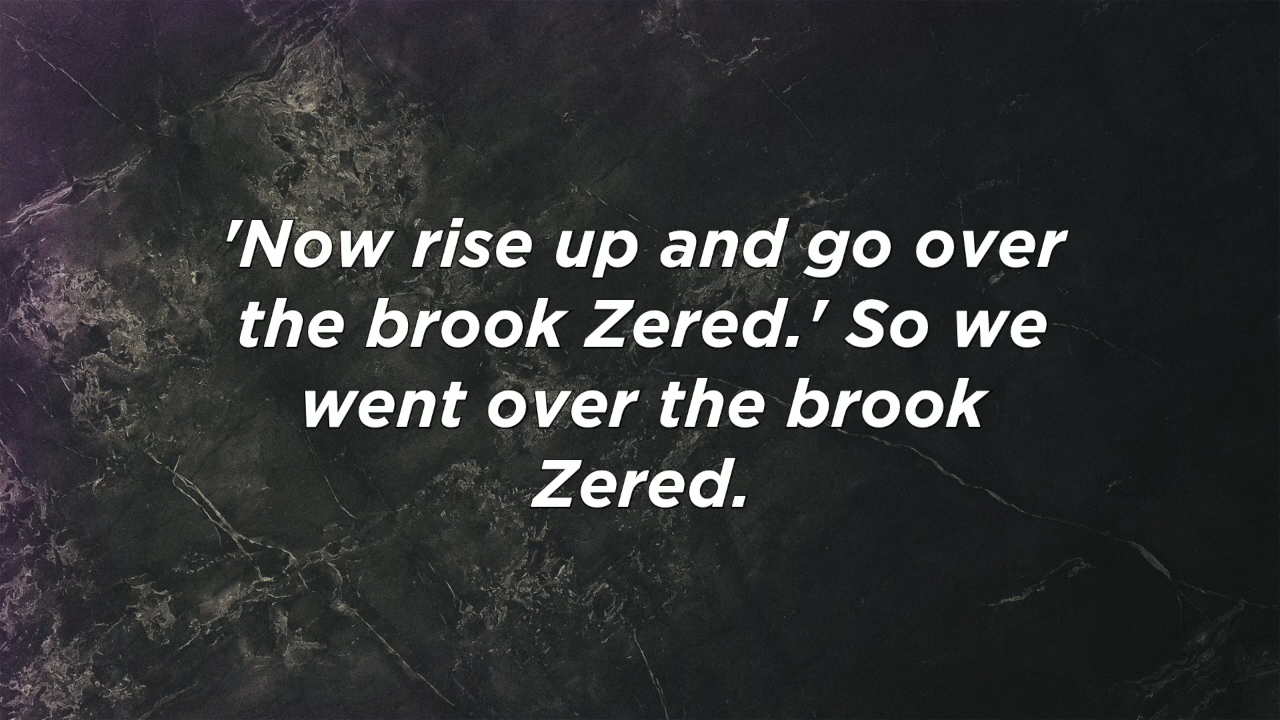 'Now rise up and go over
the brook Zered.' So we
went over the brook
Zered.